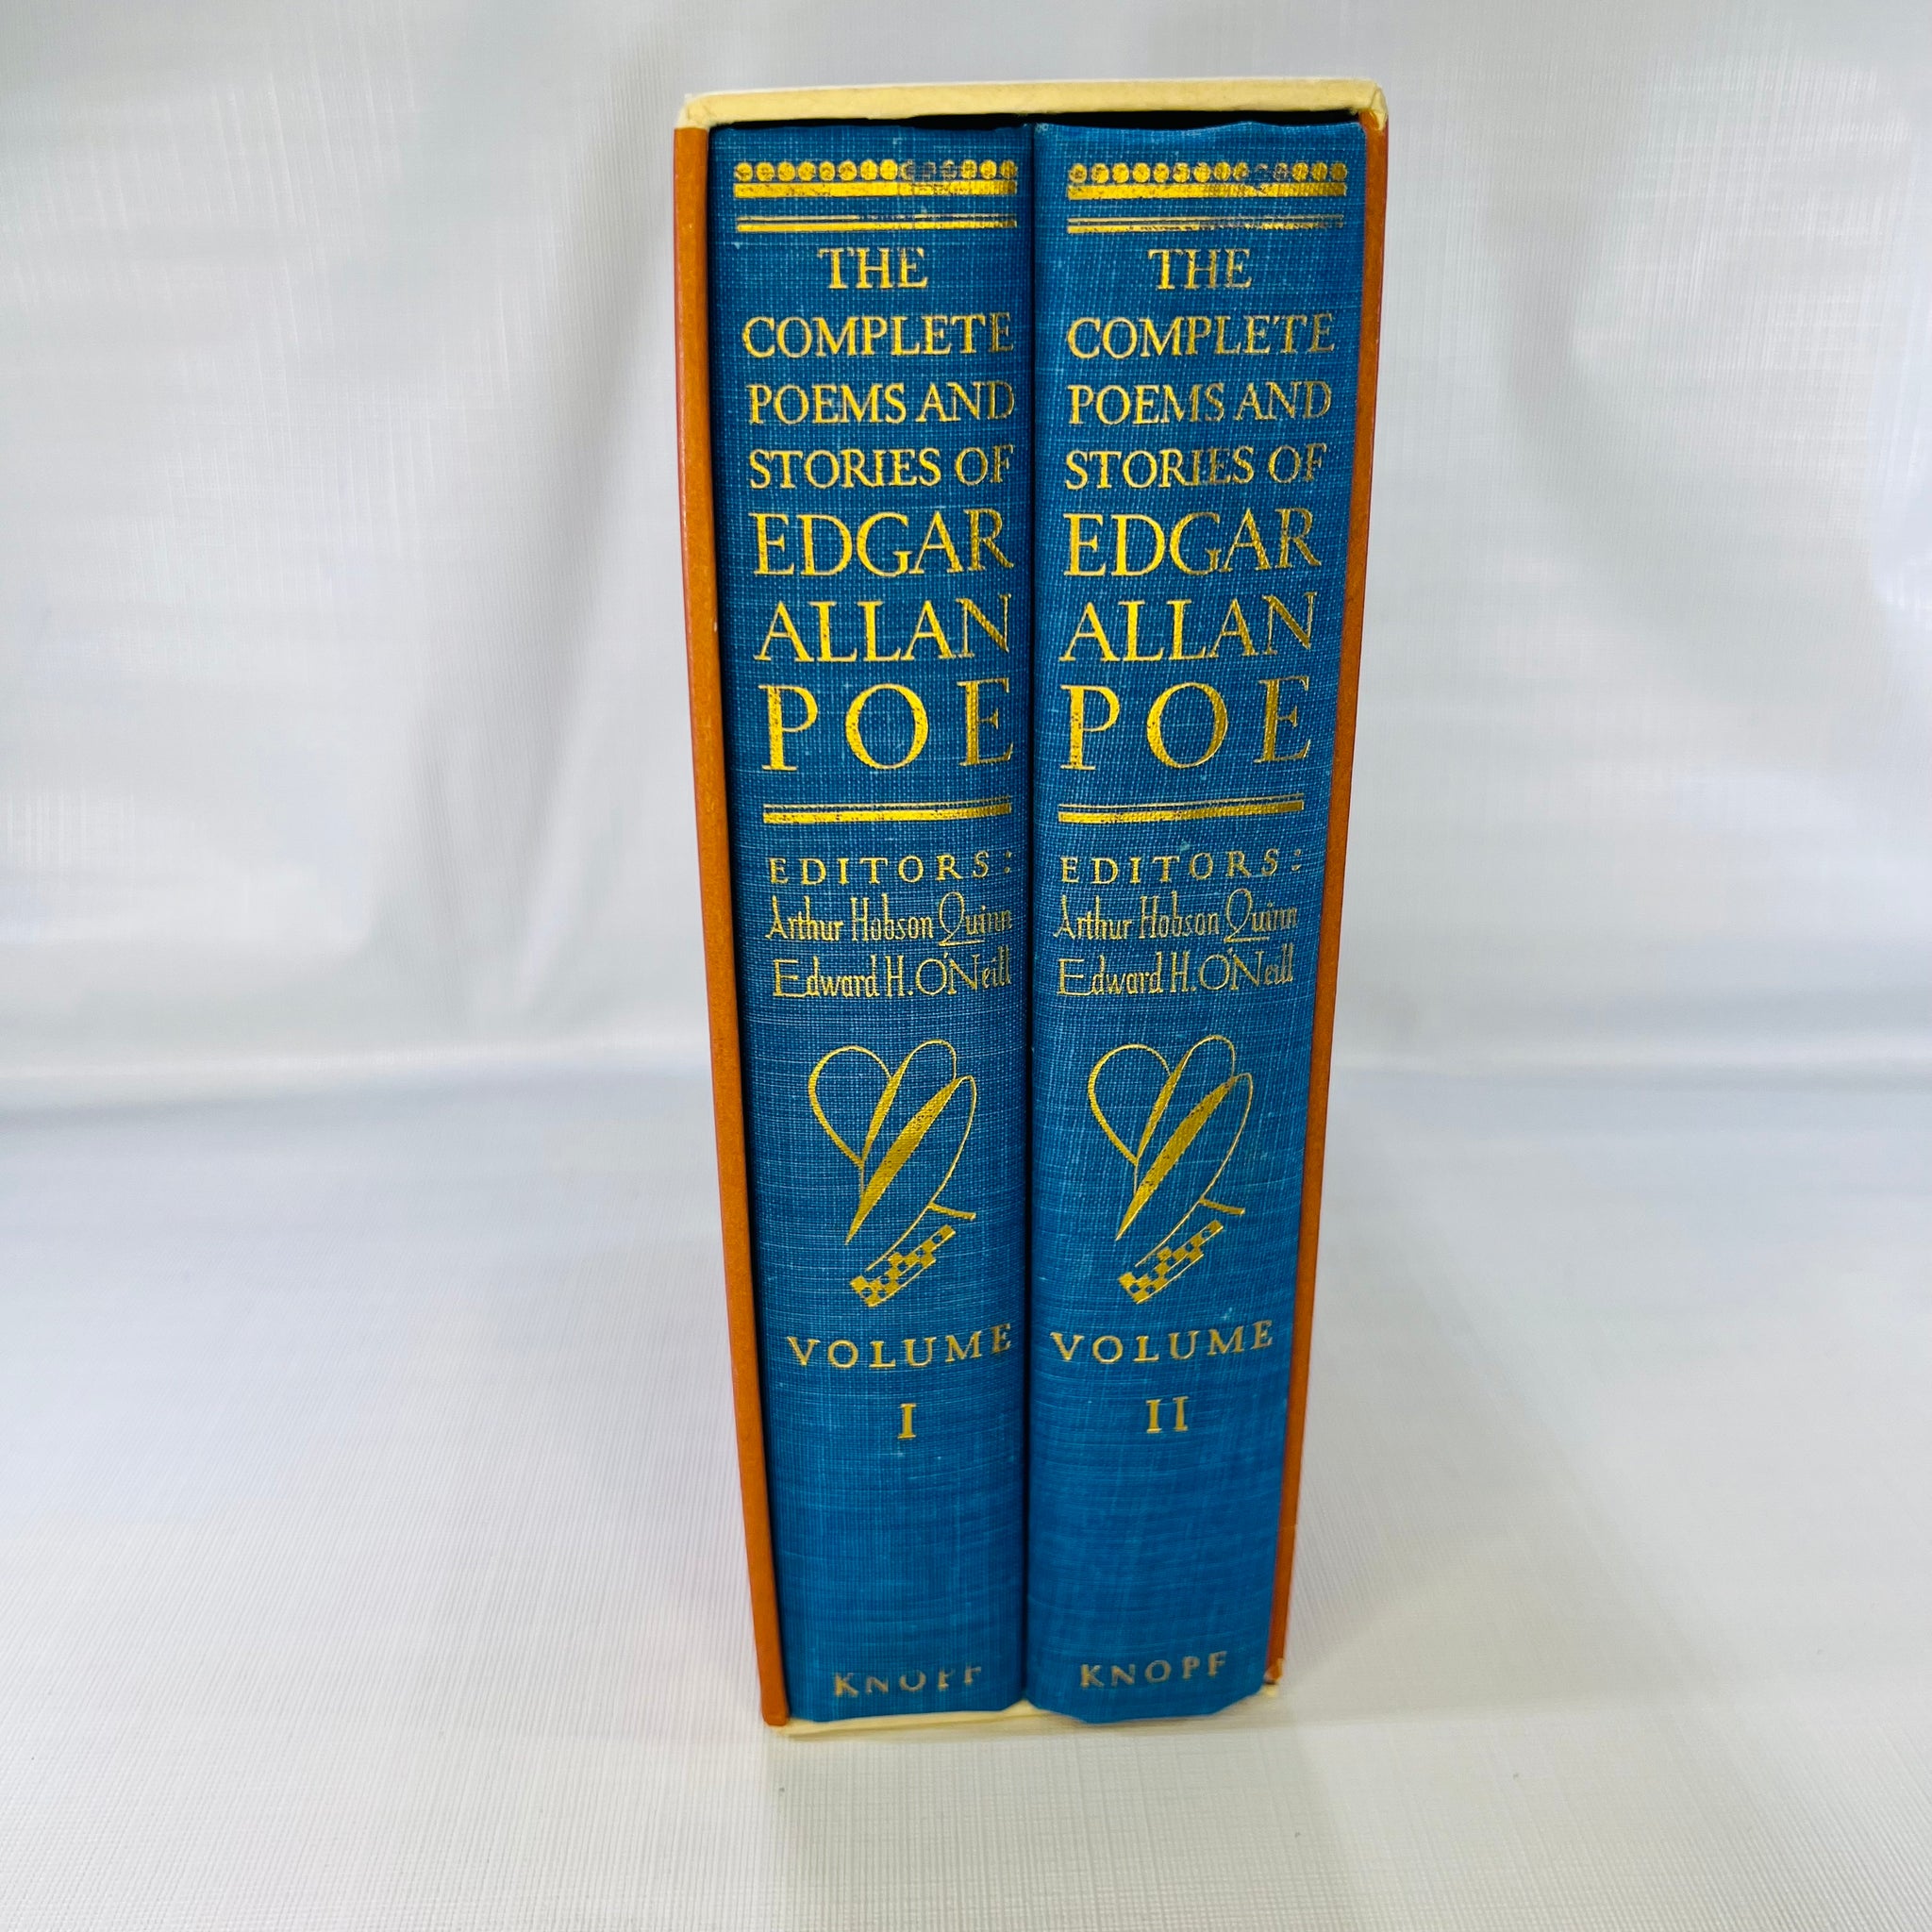 THE
COMPLETE
POEMS AND
STORIES OF
EDGAR
ALLAN
POE
EDITORS:
Arthur Hobson Quinn
Edward H. O'Neill
VOLUME
I
KNOPF
THE
COMPLETE
POEMS AND
STORIES OF
EDGAR
ALLAN
POE
EDITORS:
Arthur Hobson Quinn
Edward H. O'Neill
VOLUME
II
KNOPF